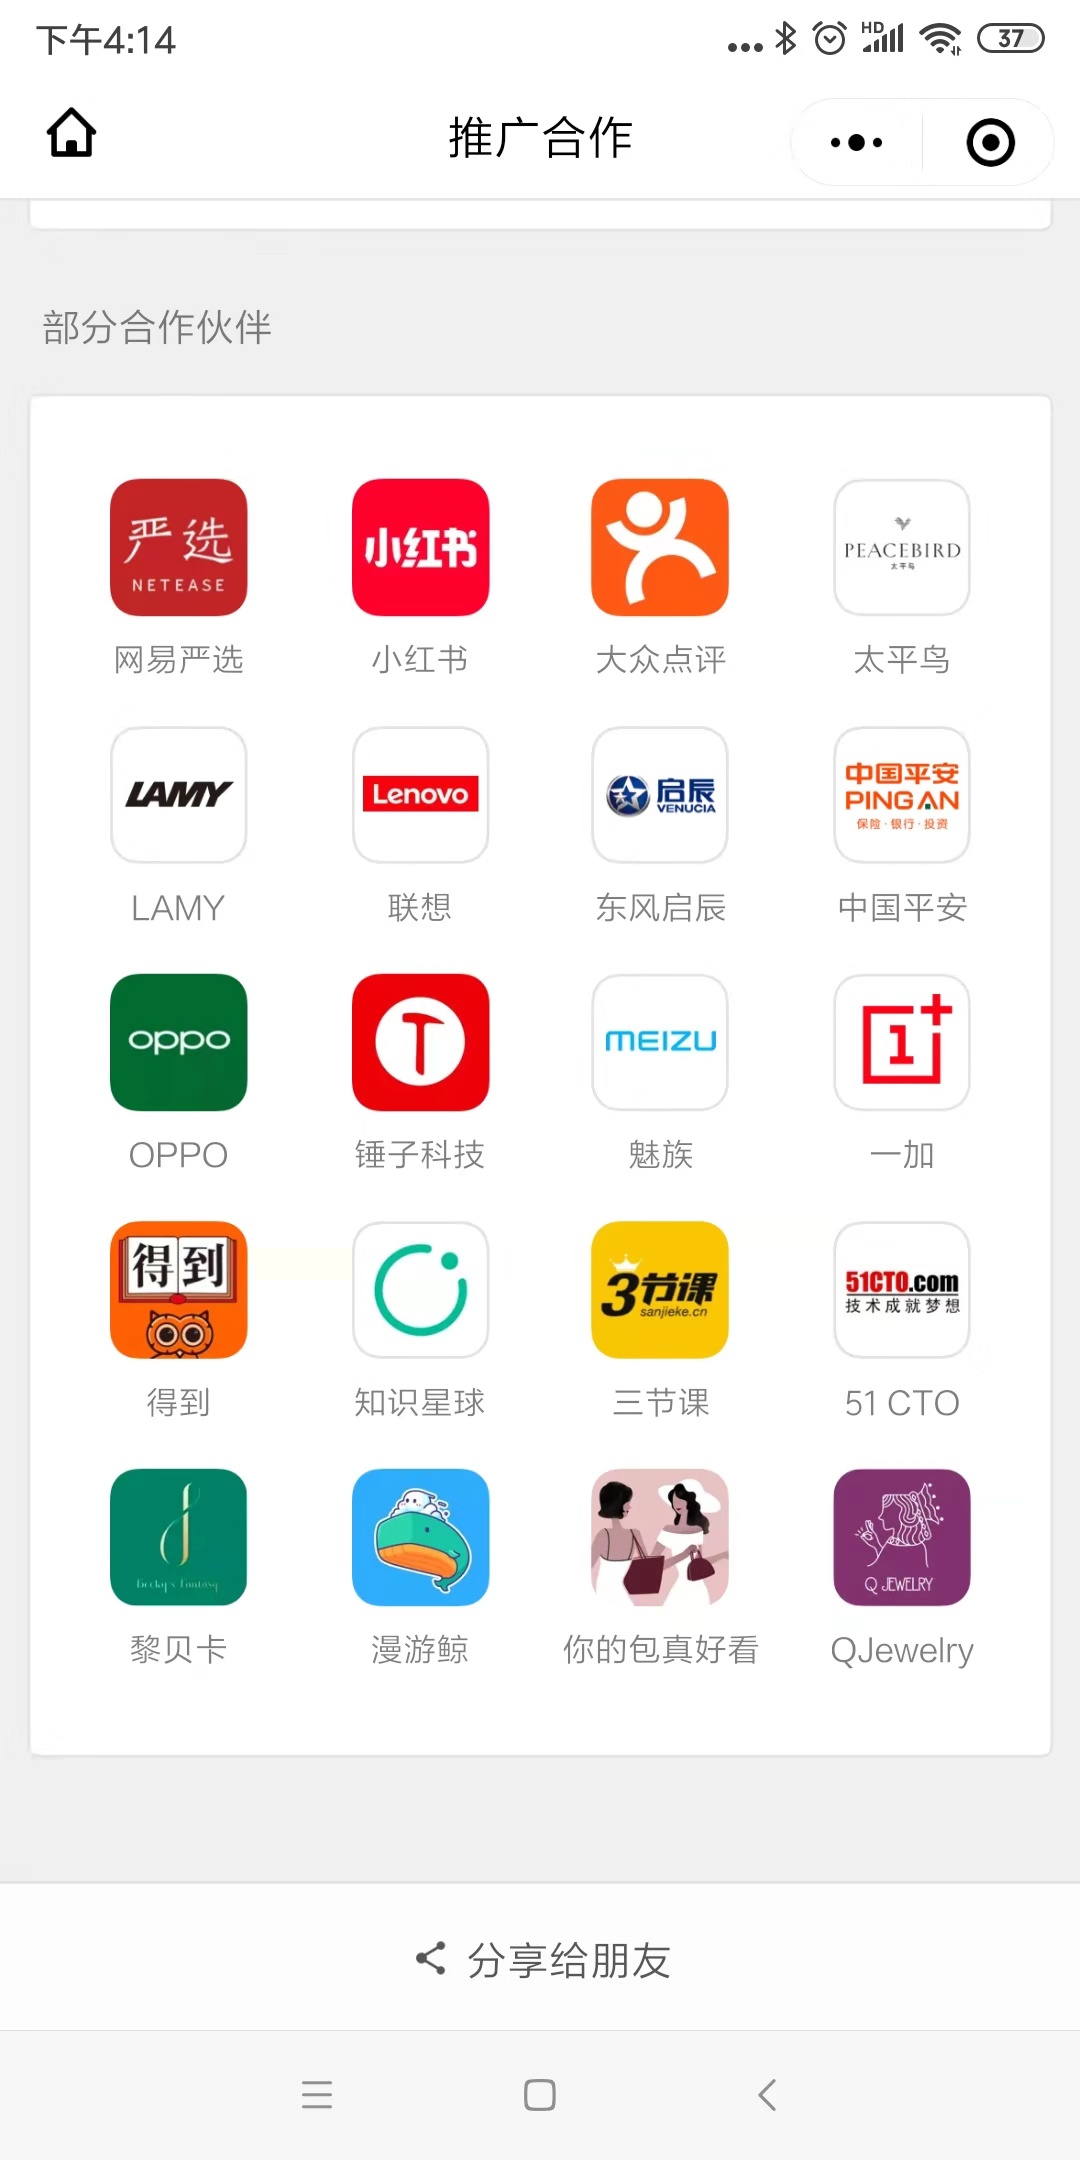 下午4:14
HD
37
推广合作
部分合作伙伴
严选
NETEASE
小红书
PEACEBIRD
太平鸟
网易严选
小红书
大众点评
太平鸟
LAMY
Lenovo
启辰
VENUCIA
中国平安
PING AN
保险·银行·投资
LAMY
联想
东风启辰
中国平安
oppo
MEIZU
1+
OPPO
锤子科技
魅族
一加
得到
3节课
sanjieke.cn
51CTO.com
技术成就梦想
得到
知识星球
三节课
51 CTO
Becky's Fantasy
Q JEWELRY
黎贝卡
漫游鲸
你的包真好看
QJewelry
分享给朋友